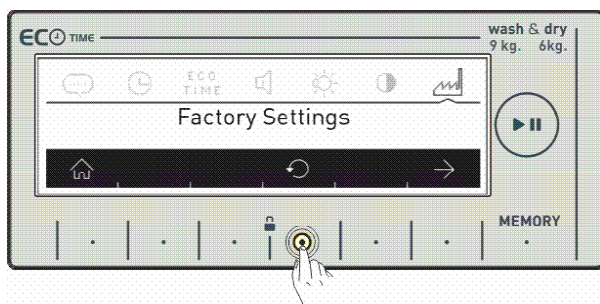 ECO TIME
wash & dry
9 kg. 6kg.
ECO
TIME
Factory Settings
MEMORY